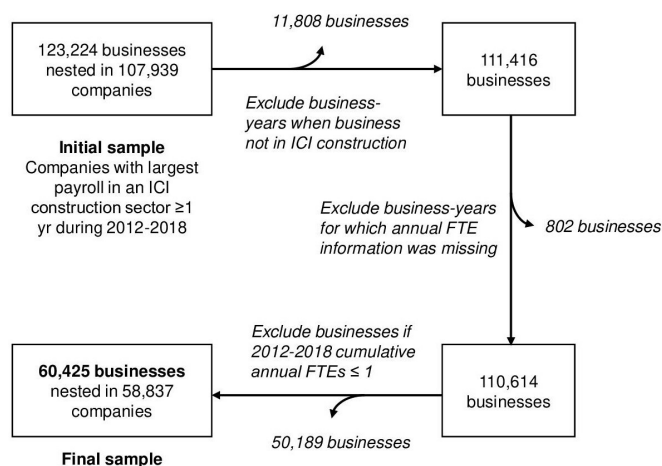 11,808 businesses
123,224 businesses
nested in 107,939
companies
111,416
businesses
Exclude business-
years when business
not in ICI construction
Initial sample
Companies with largest
payroll in an ICI
construction sector ≥1
yr during 2012-2018
Exclude business-years
for which annual FTE
information was missing
802 businesses
Exclude businesses if
2012-2018 cumulative
annual FTEs ≤ 1
60,425 businesses
nested in 58,837
companies
110,614
businesses
50,189 businesses
Final sample